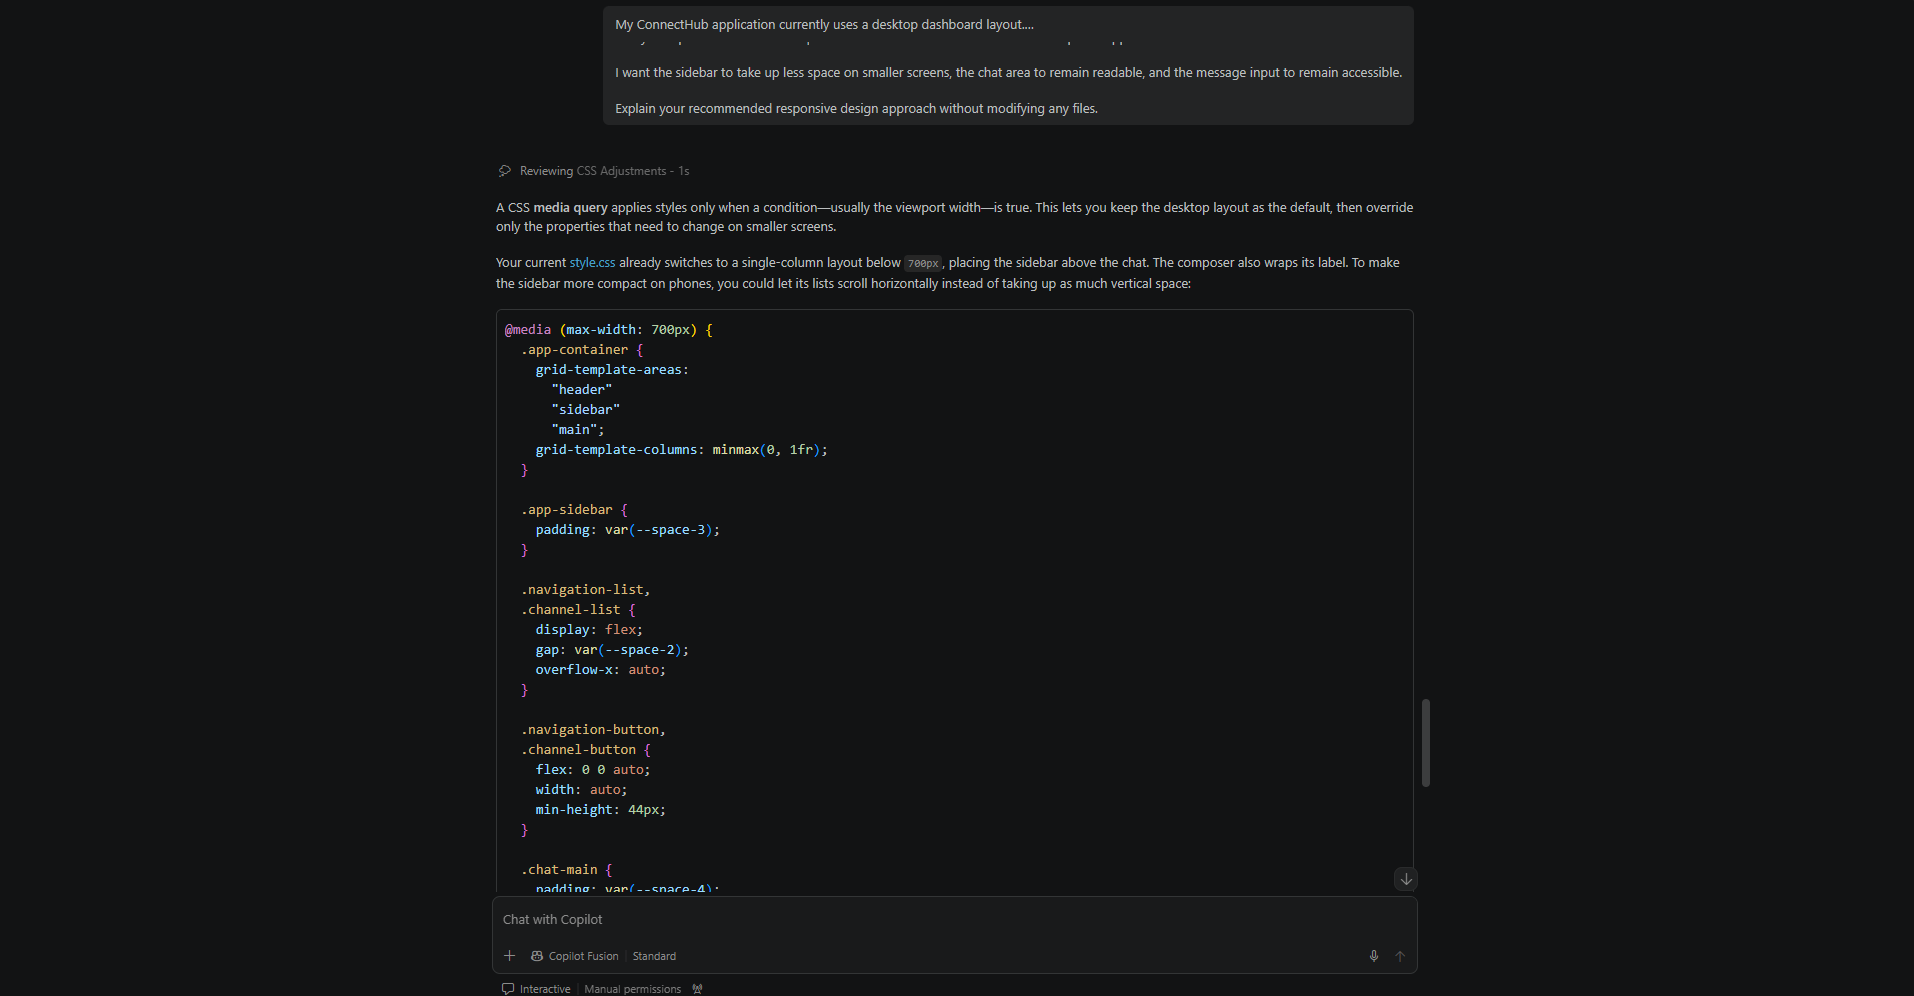 My ConnectHub application currently uses a desktop dashboard layout....
I want the sidebar to take up less space on smaller screens, the chat area to remain readable, and the message input to remain accessible.
Explain your recommended responsive design approach without modifying any files.
Reviewing CSS Adjustments - 1s
A CSS media query applies styles only when a condition—usually the viewport width—is true. This lets you keep the desktop layout as the default, then override
only the properties that need to change on smaller screens.
Your current style.css already switches to a single-column layout below 700px, placing the sidebar above the chat. The composer also wraps its label. To make
the sidebar more compact on phones, you could let its lists scroll horizontally instead of taking up as much vertical space:
@media (max-width: 700px) {
  .app-container {
    grid-template-areas:
      "header"
      "sidebar"
      "main";
    grid-template-columns: minmax(0, 1fr);
  }
  .app-sidebar {
    padding: var(--space-3);
  }
  .navigation-list,
  .channel-list {
    display: flex;
    gap: var(--space-2);
    overflow-x: auto;
  }
  .navigation-button,
  .channel-button {
    flex: 0 0 auto;
    width: auto;
    min-height: 44px;
  }
  .chat-main {
    padding: var(--space-4);
Chat with Copilot
Copilot Fusion Standard
Interactive Manual permissions